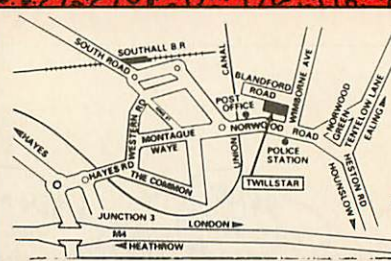 SOUTHALL B.R
SOUTH ROAD
CANAL
BLANDFORD
ROAD
WIMBORNE AVE
NORWOOD
GREEN
TENTELOW LANE
EALING
POST
OFFICE
WESTERN RD
MONTAGUE
WAYE
NORWOOD ROAD
UNION
POLICE
STATION
HESTON RD
HOUNSLOW
HAYES
HAYES RD
THE COMMON
TWILLSTAR
JUNCTION 3
LONDON
M4
HEATHROW